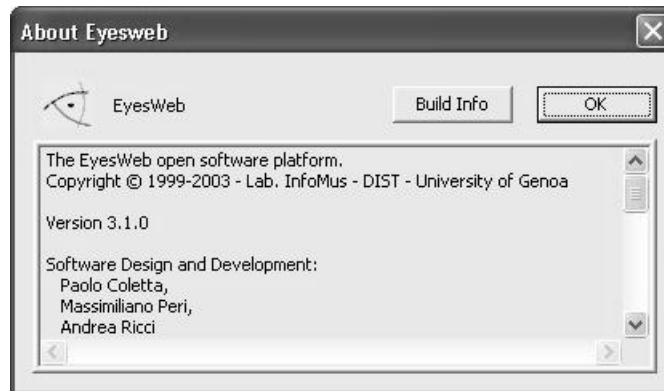 About Eyesweb
EyesWeb
Build Info
OK
The EyesWeb open software platform.
Copyright © 1999-2003 - Lab. InfoMus - DIST - University of Genoa
Version 3.1.0
Software Design and Development:
Paolo Coletta,
Massimiliano Peri,
Andrea Ricci